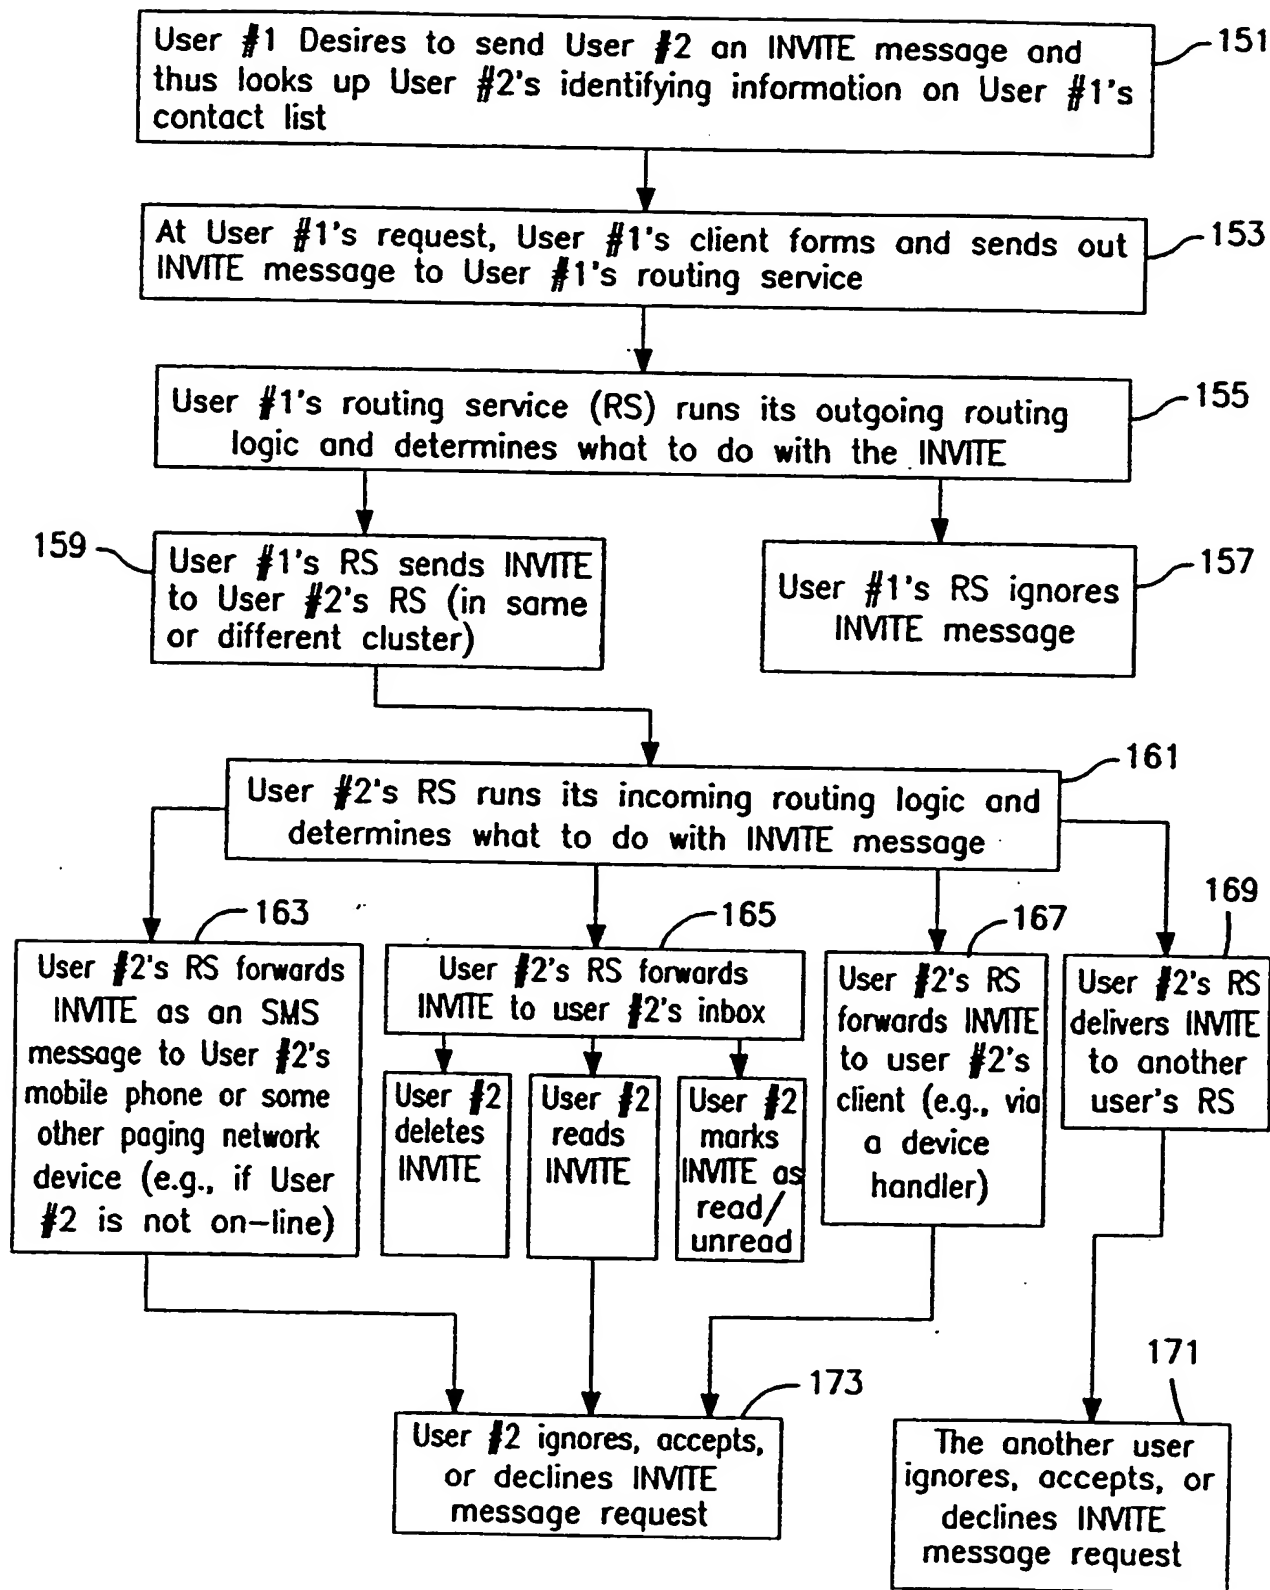 User #1 Desires to send User #2 an INVITE message and
thus looks up User #2's identifying information on User #1's
contact list
151
At User #1's request, User #1's client forms and sends out
INVITE message to User #1's routing service
153
User #1's routing service (RS) runs its outgoing routing
logic and determines what to do with the INVITE
155
159
User #1's RS sends INVITE
to User #2's RS (in same
or different cluster)
User #1's RS ignores
INVITE message
157
User #2's RS runs its incoming routing logic and
determines what to do with INVITE message
161
163
User #2's RS forwards
INVITE as an SMS
message to User #2's
mobile phone or some
other paging network
device (e.g., if User
#2 is not on-line)
165
User #2's RS forwards
INVITE to user #2's inbox
User #2
deletes
INVITE
User #2
reads
INVITE
User #2
marks
INVITE as
read/
unread
167
User #2's RS
forwards INVITE
to user #2's
client (e.g., via
a device
handler)
169
User #2's RS
delivers INVITE
to another
user's RS
173
User #2 ignores, accepts,
or declines INVITE
message request
171
The another user
ignores, accepts, or
declines INVITE
message request